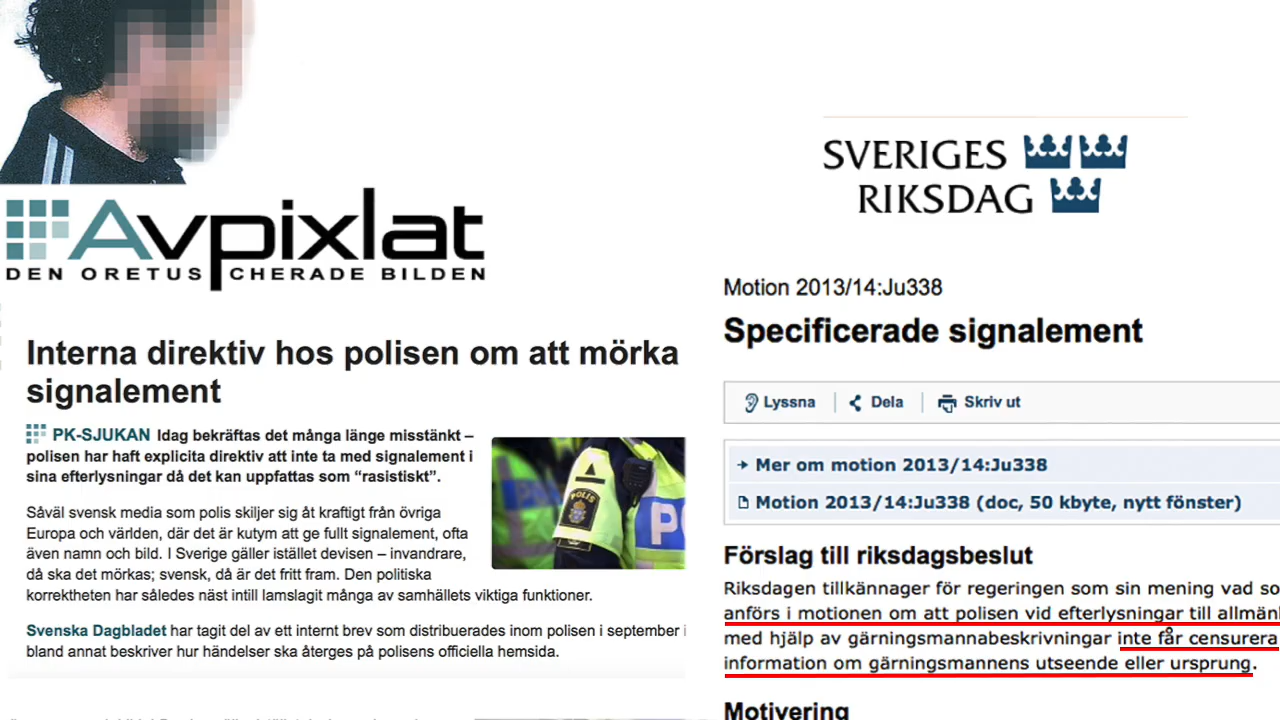 Avpixlat
DEN ORETUSCHERADE BILDEN
Interna direktiv hos polisen om att mörka
signalement
PK-SJUKAN Idag bekräftas det många länge misstänkt –
polisen har haft explicita direktiv att inte ta med signalement i
sina efterlysningar då det kan uppfattas som “rasistiskt”.
Såväl svensk media som polis skiljer sig åt kraftigt från övriga
Europa och världen, där det är kutym att ge fullt signalement, ofta
även namn och bild. I Sverige gäller istället devisen – invandrare,
då ska det mörkas; svensk, då är det fritt fram. Den politiska
korrektheten har således näst intill lamslagit många av samhällets viktiga funktioner.
POLIS
P
Svenska Dagbladet har tagit del av ett internt brev som distribuerades inom polisen i september i
bland annat beskriver hur händelser ska återges på polisens officiella hemsida.
SVERIGES
RIKSDAG
Motion 2013/14:Ju338
Specificerade signalement
Lyssna Dela Skriv ut
Mer om motion 2013/14:Ju338
Motion 2013/14:Ju338 (doc, 50 kbyte, nytt fönster)
Förslag till riksdagsbeslut
Riksdagen tillkännager för regeringen som sin mening vad so
anförs i motionen om att polisen vid efterlysningar till allmänl
med hjälp av gärningsmannabeskrivningar inte får censurera
information om gärningsmannens utseende eller ursprung.
Motivering